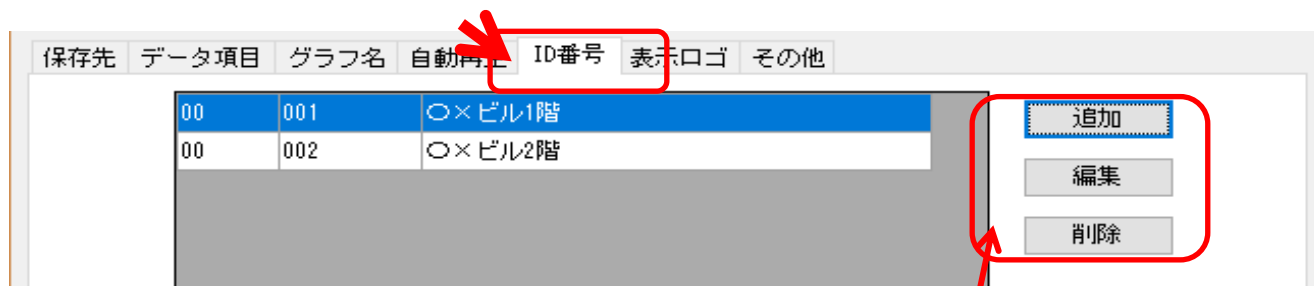 保存先 データ項目 グラフ名 自動再生 ID番号 表示ロゴ その他
00 001 〇×ビル1階 追加
00 002 〇×ビル2階
編集
削除